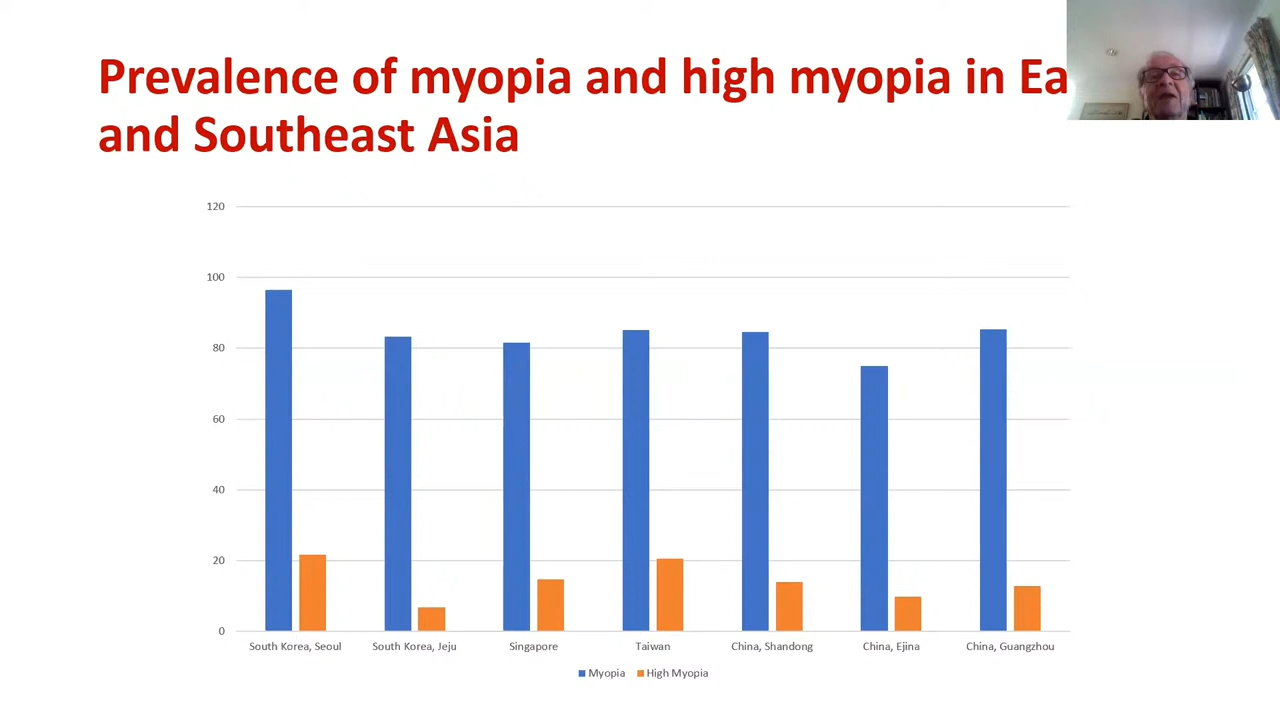 Prevalence of myopia and high myopia in Ea
and Southeast Asia
120
100
80
60
40
20
0
South Korea, Seoul South Korea, Jeju Singapore Taiwan China, Shandong China, Ejina China, Guangzhou
Myopia High Myopia